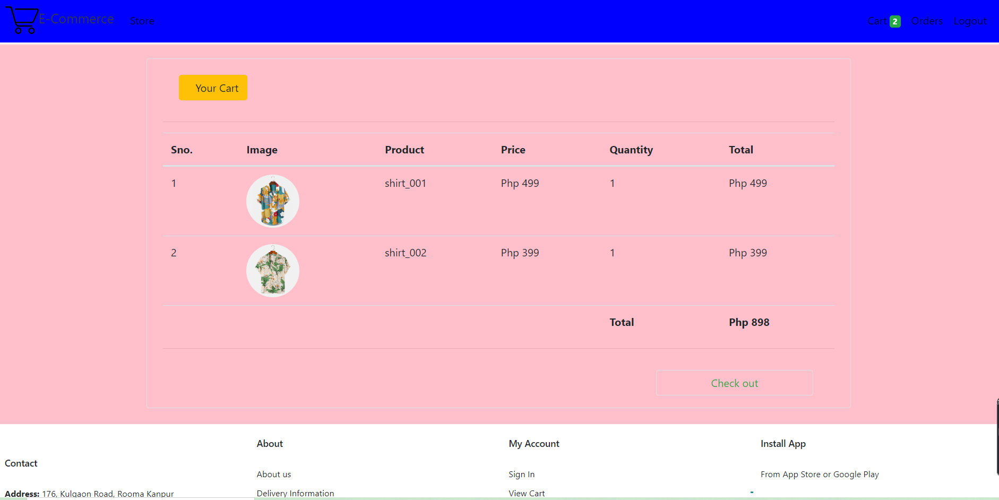 E-Commerce Store Cart 2 Orders Logout
Your Cart
Sno. Image Product Price Quantity Total
1 shirt_001 Php 499 1 Php 499
2 shirt_002 Php 399 1 Php 399
Total Php 898
Check out
About My Account Install App
Contact
About us Sign In From App Store or Google Play
Address: 176, Kulgaon Road, Rooma Kanpur Delivery Information View Cart